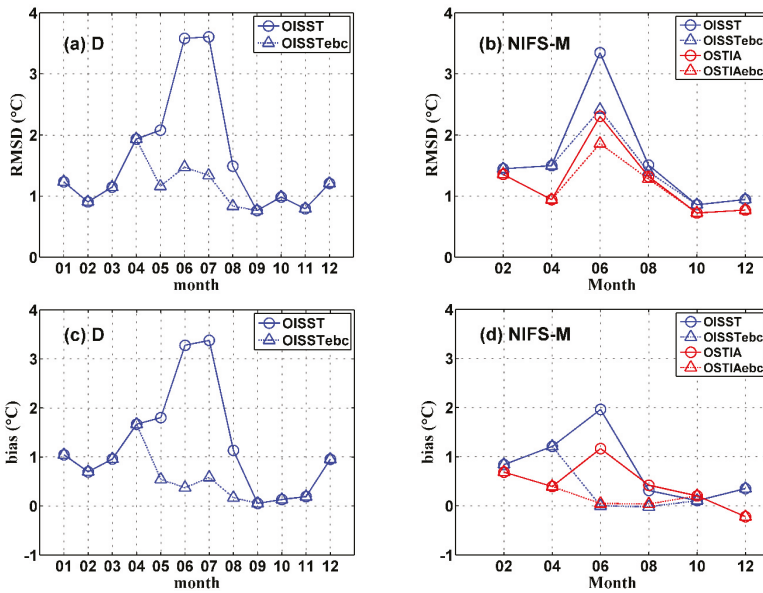 (a) D
OISST
OISSTebc
RMSD (°C)
4
3
2
1
0
01 02 03 04 05 06 07 08 09 10 11 12
month
(b) NIFS-M
OISST
OISSTebc
OSTIA
OSTIAebc
RMSD (°C)
4
3
2
1
0
02 04 06 08 10 12
Month
(c) D
OISST
OISSTebc
bias (°C)
4
3
2
1
0
-1
01 02 03 04 05 06 07 08 09 10 11 12
month
(d) NIFS-M
OISST
OISSTebc
OSTIA
OSTIAebc
bias (°C)
4
3
2
1
0
-1
02 04 06 08 10 12
Month